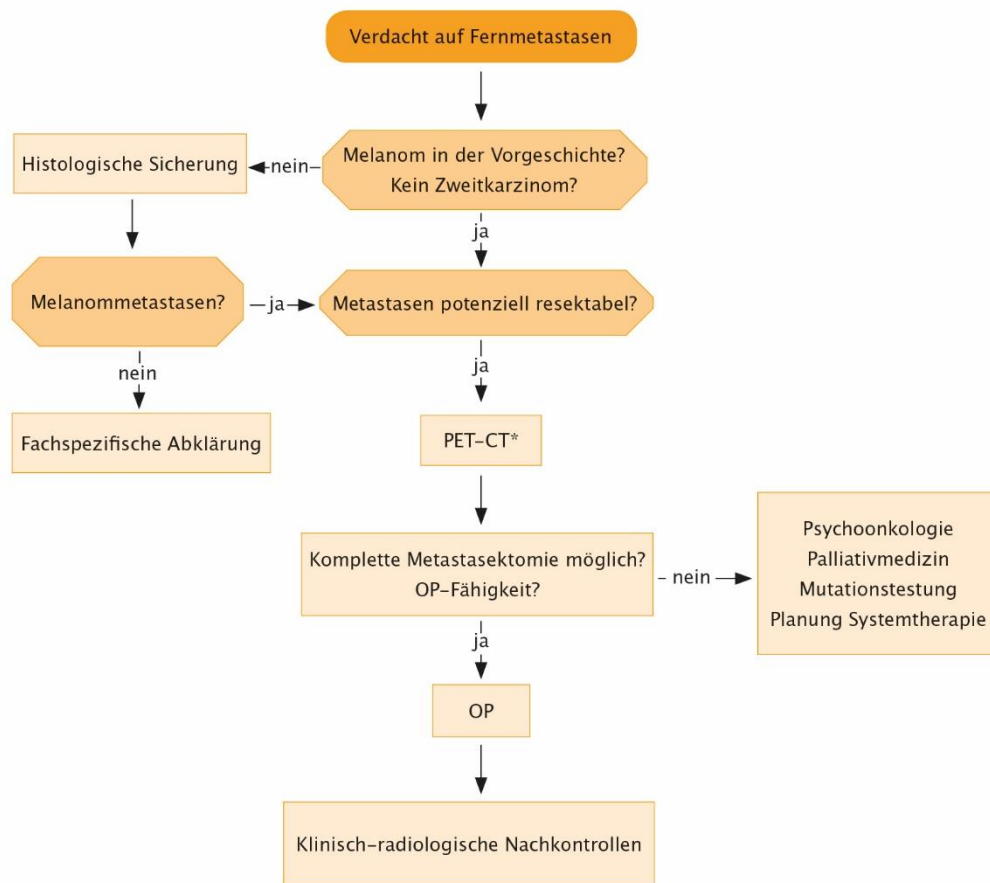 Verdacht auf Fernmetastasen
Melanom in der Vorgeschichte?
Kein Zweitkarzinom?
nein
Histologische Sicherung
ja
Melanommetastasen?
ja
Metastasen potenziell resektabel?
nein
ja
Fachspezifische Abklärung
PET-CT*
Komplette Metastasektomie möglich?
OP-Fähigkeit?
nein
Psychoonkologie
Palliativmedizin
Mutationstestung
Planung Systemtherapie
ja
OP
Klinisch-radiologische Nachkontrollen